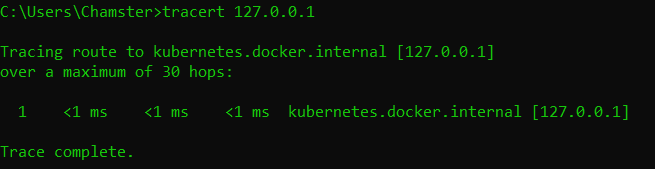 C:\Users\Chamster>tracert 127.0.0.1
Tracing route to kubernetes.docker.internal [127.0.0.1]
over a maximum of 30 hops:
1 <1 ms <1 ms <1 ms kubernetes.docker.internal [127.0.0.1]
Trace complete.